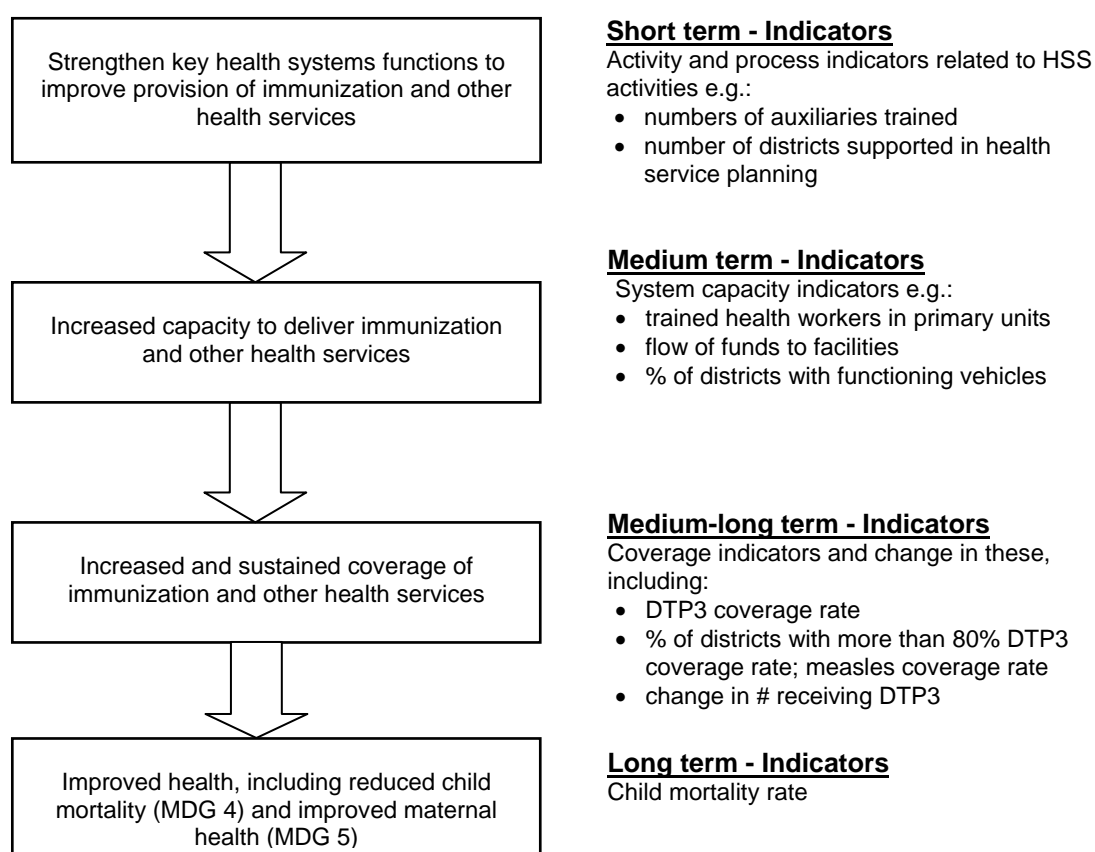 Strengthen key health systems functions to
improve provision of immunization and other
health services
Short term - Indicators
Activity and process indicators related to HSS
activities e.g.:
• numbers of auxiliaries trained
• number of districts supported in health
service planning
Increased capacity to deliver immunization
and other health services
Medium term - Indicators
System capacity indicators e.g.:
• trained health workers in primary units
• flow of funds to facilities
• % of districts with functioning vehicles
Increased and sustained coverage of
immunization and other health services
Medium-long term - Indicators
Coverage indicators and change in these,
including:
• DTP3 coverage rate
• % of districts with more than 80% DTP3
coverage rate; measles coverage rate
• change in # receiving DTP3
Improved health, including reduced child
mortality (MDG 4) and improved maternal
health (MDG 5)
Long term - Indicators
Child mortality rate